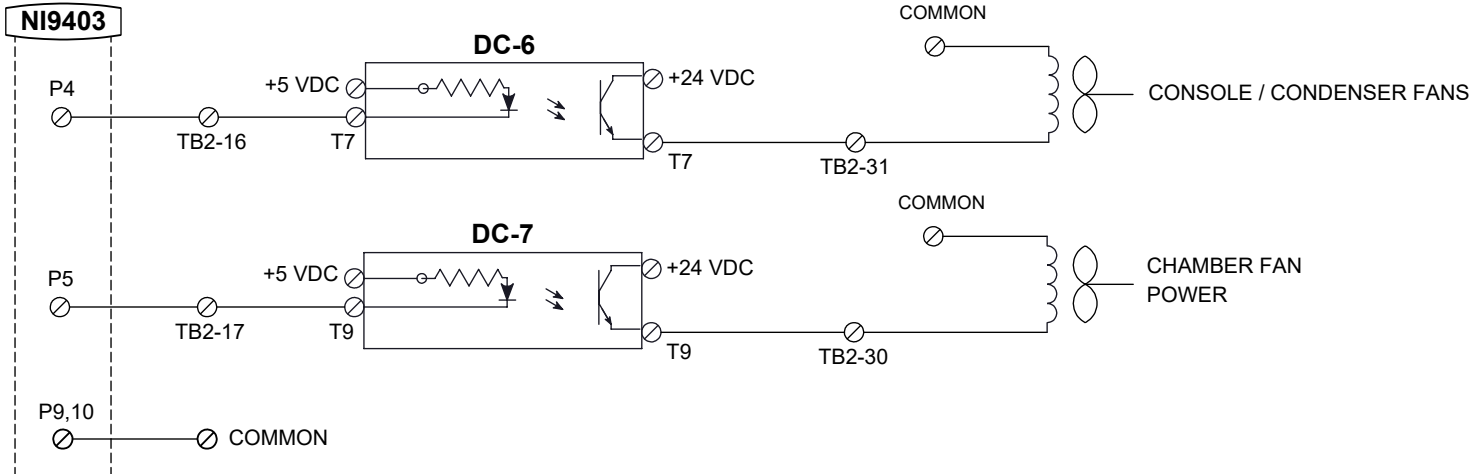 NI9403
COMMON
DC-6
P4
+5 VDC
+24 VDC
CONSOLE / CONDENSER FANS
TB2-16
T7
T7
TB2-31
COMMON
DC-7
P5
+5 VDC
+24 VDC
CHAMBER FAN
POWER
TB2-17
T9
T9
TB2-30
P9,10
COMMON